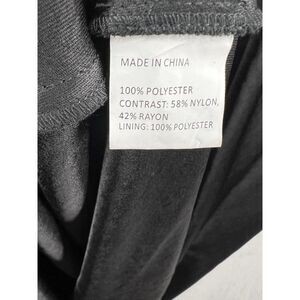 MADE IN CHINA
100% POLYESTER
CONTRAST: 58% NYLON,
42% RAYON
LINING: 100% POLYESTER